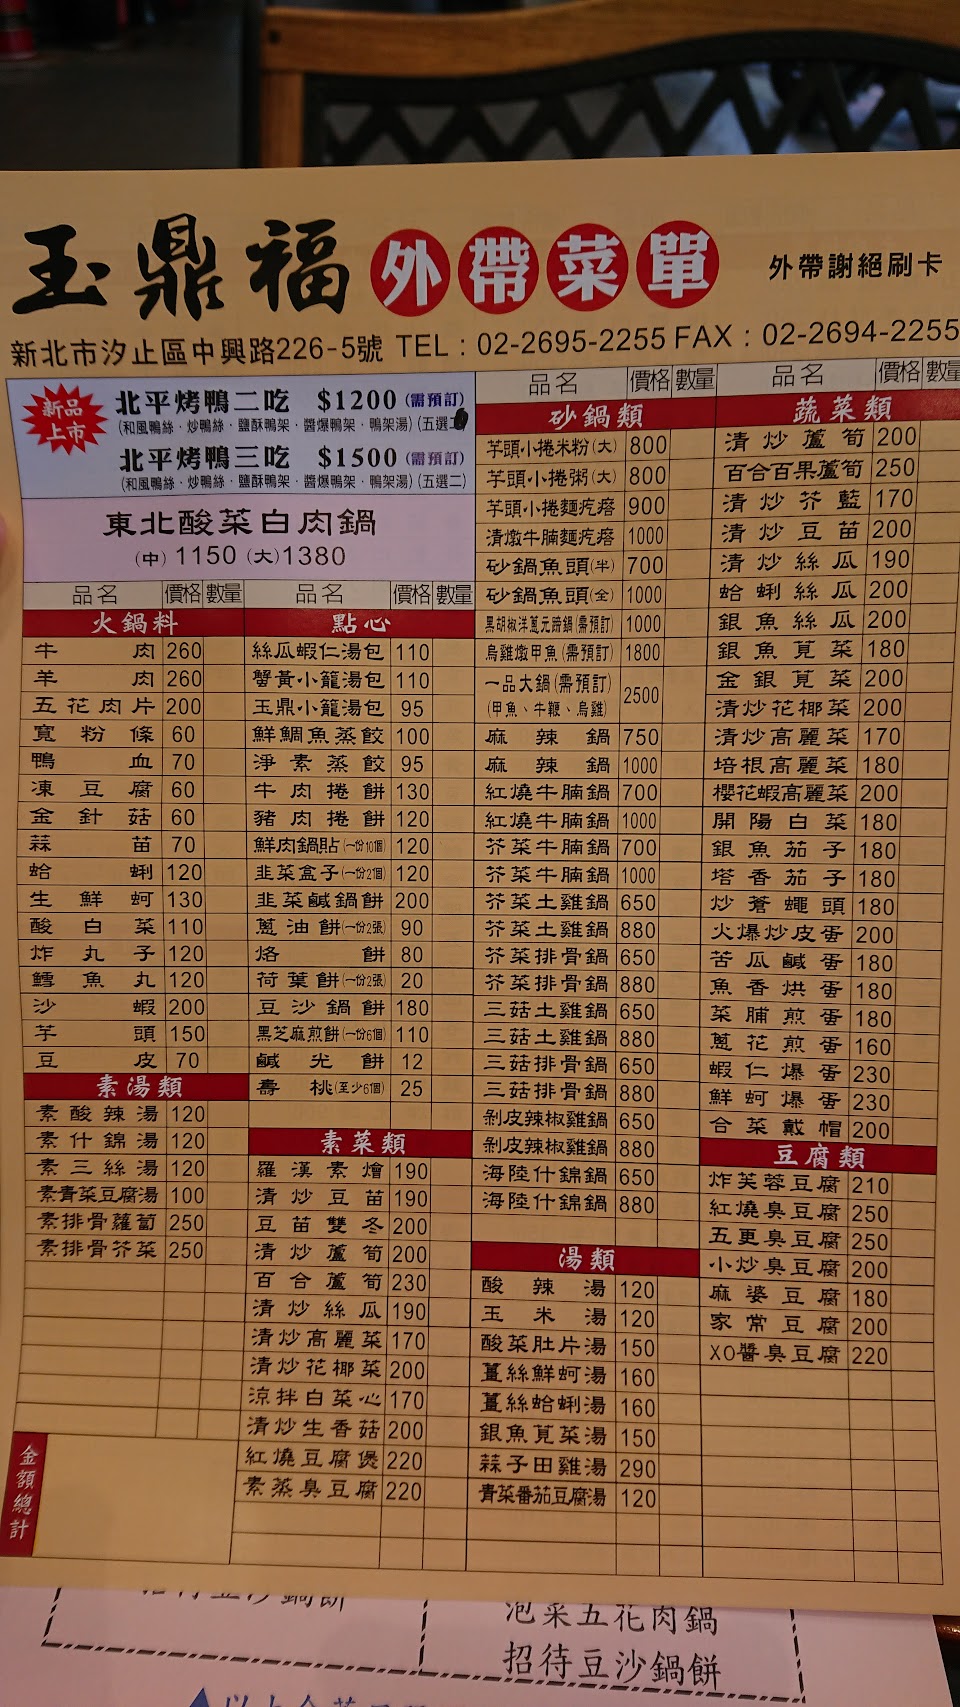 玉鼎福 外帶菜單 外帶謝絕刷卡
新北市汐止區中興路226-5號 TEL：02-2695-2255 FAX：02-2694-2255
新品上市
北平烤鴨二吃 $1200 (需預訂)
(和風鴨絲．炒鴨絲．鹽酥鴨架．醬爆鴨架．鴨架湯) (五選
北平烤鴨三吃 $1500 (需預訂)
(和風鴨絲．炒鴨絲．鹽酥鴨架．醬爆鴨架．鴨架湯) (五選二)
東北酸菜白肉鍋
(中) 1150 (大) 1380
品名 價格 數量
火鍋料
牛肉 260
羊肉 260
五花肉片 200
寬粉條 60
鴨血 70
凍豆腐 60
金針菇 60
蒜苗 70
蛤蜊 120
生鮮蚵 130
酸白菜 110
炸丸子 120
鱈魚丸 120
沙蝦 200
芋頭 150
豆皮 70
素湯類
素酸辣湯 120
素什錦湯 120
素三絲湯 120
素青菜豆腐湯 100
素排骨蘿蔔 250
素排骨芥菜 250
金額總計
品名 價格 數量
點心
絲瓜蝦仁湯包 110
蟹黃小籠湯包 110
玉鼎小籠湯包 95
鮮鯛魚蒸餃 100
淨素蒸餃 95
牛肉捲餅 130
豬肉捲餅 120
鮮肉鍋貼(一份10個) 120
韭菜盒子(一份2個) 120
韭菜鹹鍋餅 200
蔥油餅(一份2張) 90
烙餅 80
荷葉餅(一份2張) 20
豆沙鍋餅 180
黑芝麻煎餅(一份6個) 110
鹹光餅 12
壽桃(至少6個) 25
素菜類
羅漢素燴 190
清炒豆苗 190
豆苗雙冬 200
清炒蘆筍 200
百合蘆筍 230
清炒絲瓜 190
清炒高麗菜 170
清炒花椰菜 200
涼拌白菜心 170
清炒生香菇 200
紅燒豆腐煲 220
素蒸臭豆腐 220
品名 價格 數量
砂鍋類
芋頭小捲米粉(大) 800
芋頭小捲粥(大) 800
芋頭小捲麵疙瘩 900
清燉牛腩麵疙瘩 1000
砂鍋魚頭(半) 700
砂鍋魚頭(全) 1000
黑胡椒洋蔥元蹄鍋(需預訂) 1000
烏雞燉甲魚(需預訂) 1800
一品大鍋(需預訂)
(甲魚、牛鞭、烏雞) 2500
麻辣鍋 750
麻辣鍋 1000
紅燒牛腩鍋 700
紅燒牛腩鍋 1000
芥菜牛腩鍋 700
芥菜牛腩鍋 1000
芥菜土雞鍋 650
芥菜土雞鍋 880
芥菜排骨鍋 650
芥菜排骨鍋 880
三菇土雞鍋 650
三菇土雞鍋 880
三菇排骨鍋 650
三菇排骨鍋 880
剝皮辣椒雞鍋 650
剝皮辣椒雞鍋 880
海陸什錦鍋 650
海陸什錦鍋 880
湯類
酸辣湯 120
玉米湯 120
酸菜肚片湯 150
薑絲鮮蚵湯 160
薑絲蛤蜊湯 160
銀魚莧菜湯 150
蒜子田雞湯 290
青菜番茄豆腐湯 120
品名 價格 數量
蔬菜類
清炒蘆筍 200
百合百果蘆筍 250
清炒芥藍 170
清炒豆苗 200
清炒絲瓜 190
蛤蜊絲瓜 200
銀魚絲瓜 200
銀魚莧菜 180
金銀莧菜 200
清炒花椰菜 200
清炒高麗菜 170
培根高麗菜 180
櫻花蝦高麗菜 200
開陽白菜 180
銀魚茄子 180
塔香茄子 180
炒蒼蠅頭 180
火爆炒皮蛋 200
苦瓜鹹蛋 180
魚香烘蛋 180
菜脯煎蛋 180
蔥花煎蛋 160
蝦仁爆蛋 230
鮮蚵爆蛋 230
合菜戴帽 200
豆腐類
炸芙蓉豆腐 210
紅燒臭豆腐 250
五更臭豆腐 250
小炒臭豆腐 200
麻婆豆腐 180
家常豆腐 200
XO醬臭豆腐 220
泡菜五花肉鍋
招待豆沙鍋餅